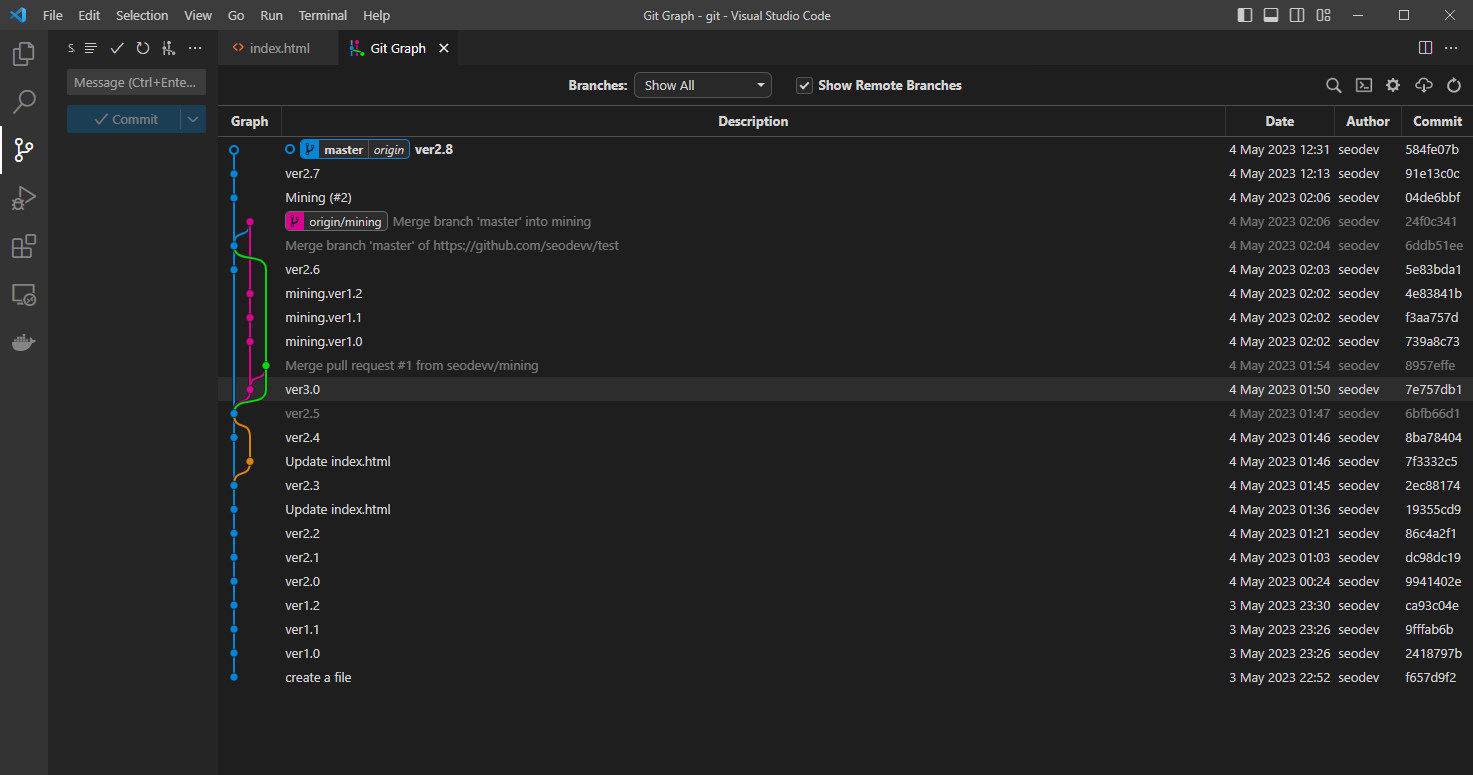 File Edit Selection View Go Run Terminal Help Git Graph - git - Visual Studio Code
S. index.html Git Graph
Message (Ctrl+Ente...
Commit
Branches: Show All Show Remote Branches
Graph Description Date Author Commit
master origin ver2.8 4 May 2023 12:31 seodev 584fe07b
ver2.7 4 May 2023 12:13 seodev 91e13c0c
Mining (#2) 4 May 2023 02:06 seodev 04de6bbf
origin/mining Merge branch 'master' into mining 4 May 2023 02:06 seodev 24f0c341
Merge branch 'master' of https://github.com/seodevv/test 4 May 2023 02:04 seodev 6ddb51ee
ver2.6 4 May 2023 02:03 seodev 5e83bda1
mining.ver1.2 4 May 2023 02:02 seodev 4e83841b
mining.ver1.1 4 May 2023 02:02 seodev f3aa757d
mining.ver1.0 4 May 2023 02:02 seodev 739a8c73
Merge pull request #1 from seodevv/mining 4 May 2023 01:54 seodev 8957effe
ver3.0 4 May 2023 01:50 seodev 7e757db1
ver2.5 4 May 2023 01:47 seodev 6bfb66d1
ver2.4 4 May 2023 01:46 seodev 8ba78404
Update index.html 4 May 2023 01:46 seodev 7f3332c5
ver2.3 4 May 2023 01:45 seodev 2ec88174
Update index.html 4 May 2023 01:36 seodev 19355cd9
ver2.2 4 May 2023 01:21 seodev 86c4a2f1
ver2.1 4 May 2023 01:03 seodev dc98dc19
ver2.0 4 May 2023 00:24 seodev 9941402e
ver1.2 3 May 2023 23:30 seodev ca93c04e
ver1.1 3 May 2023 23:26 seodev 9fffab6b
ver1.0 3 May 2023 23:26 seodev 2418797b
create a file 3 May 2023 22:52 seodev f657d9f2